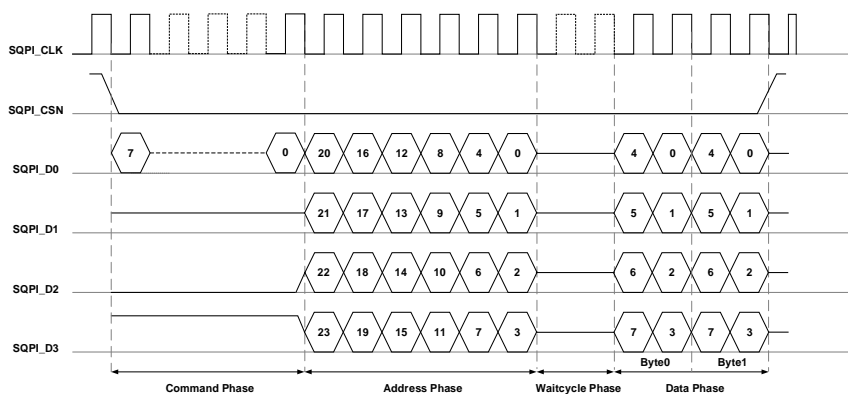 SQPI_CLK
SQPI_CSN
SQPI_D0 7 0 20 16 12 8 4 0 4 0 4 0
SQPI_D1 21 17 13 9 5 1 5 1 5 1
SQPI_D2 22 18 14 10 6 2 6 2 6 2
SQPI_D3 23 19 15 11 7 3 7 3 7 3
Byte0 Byte1
Command Phase Address Phase Waitcycle Phase Data Phase